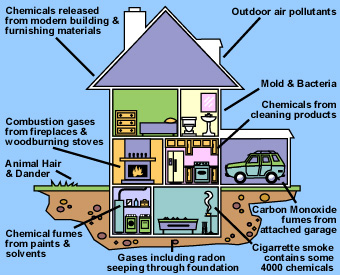 Chemicals released
from modern building &
furnishing materials
Outdoor air pollutants
Mold & Bacteria
Chemicals from
cleaning products
Combustion gases
from fireplaces &
woodburning stoves
Animal Hair
& Dander
Carbon Monoxide
fumes from
attached garage
Chemical fumes
from paints &
solvents
Gases including radon
seeping through foundation
Cigarrette smoke
contains some
4000 chemicals